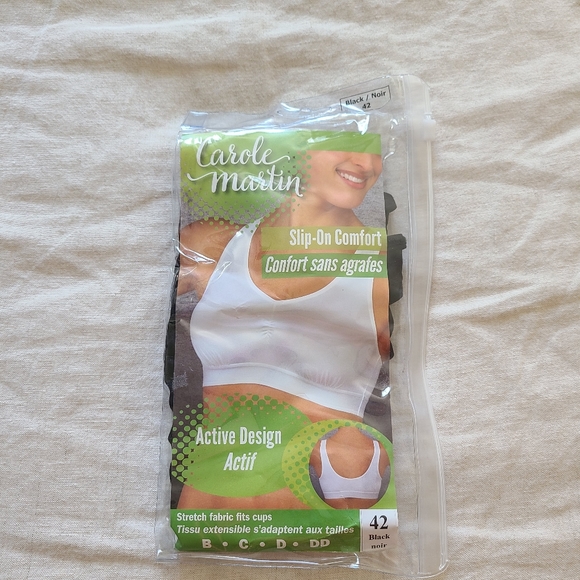 Black / Noir
42
Carole
Martin
Slip-On Comfort
Confort sans agrafes
Active Design
Actif
Stretch fabric fits cups
Tissu extensible s'adaptent aux tailles
B • C • D • DD
42
Black
noir